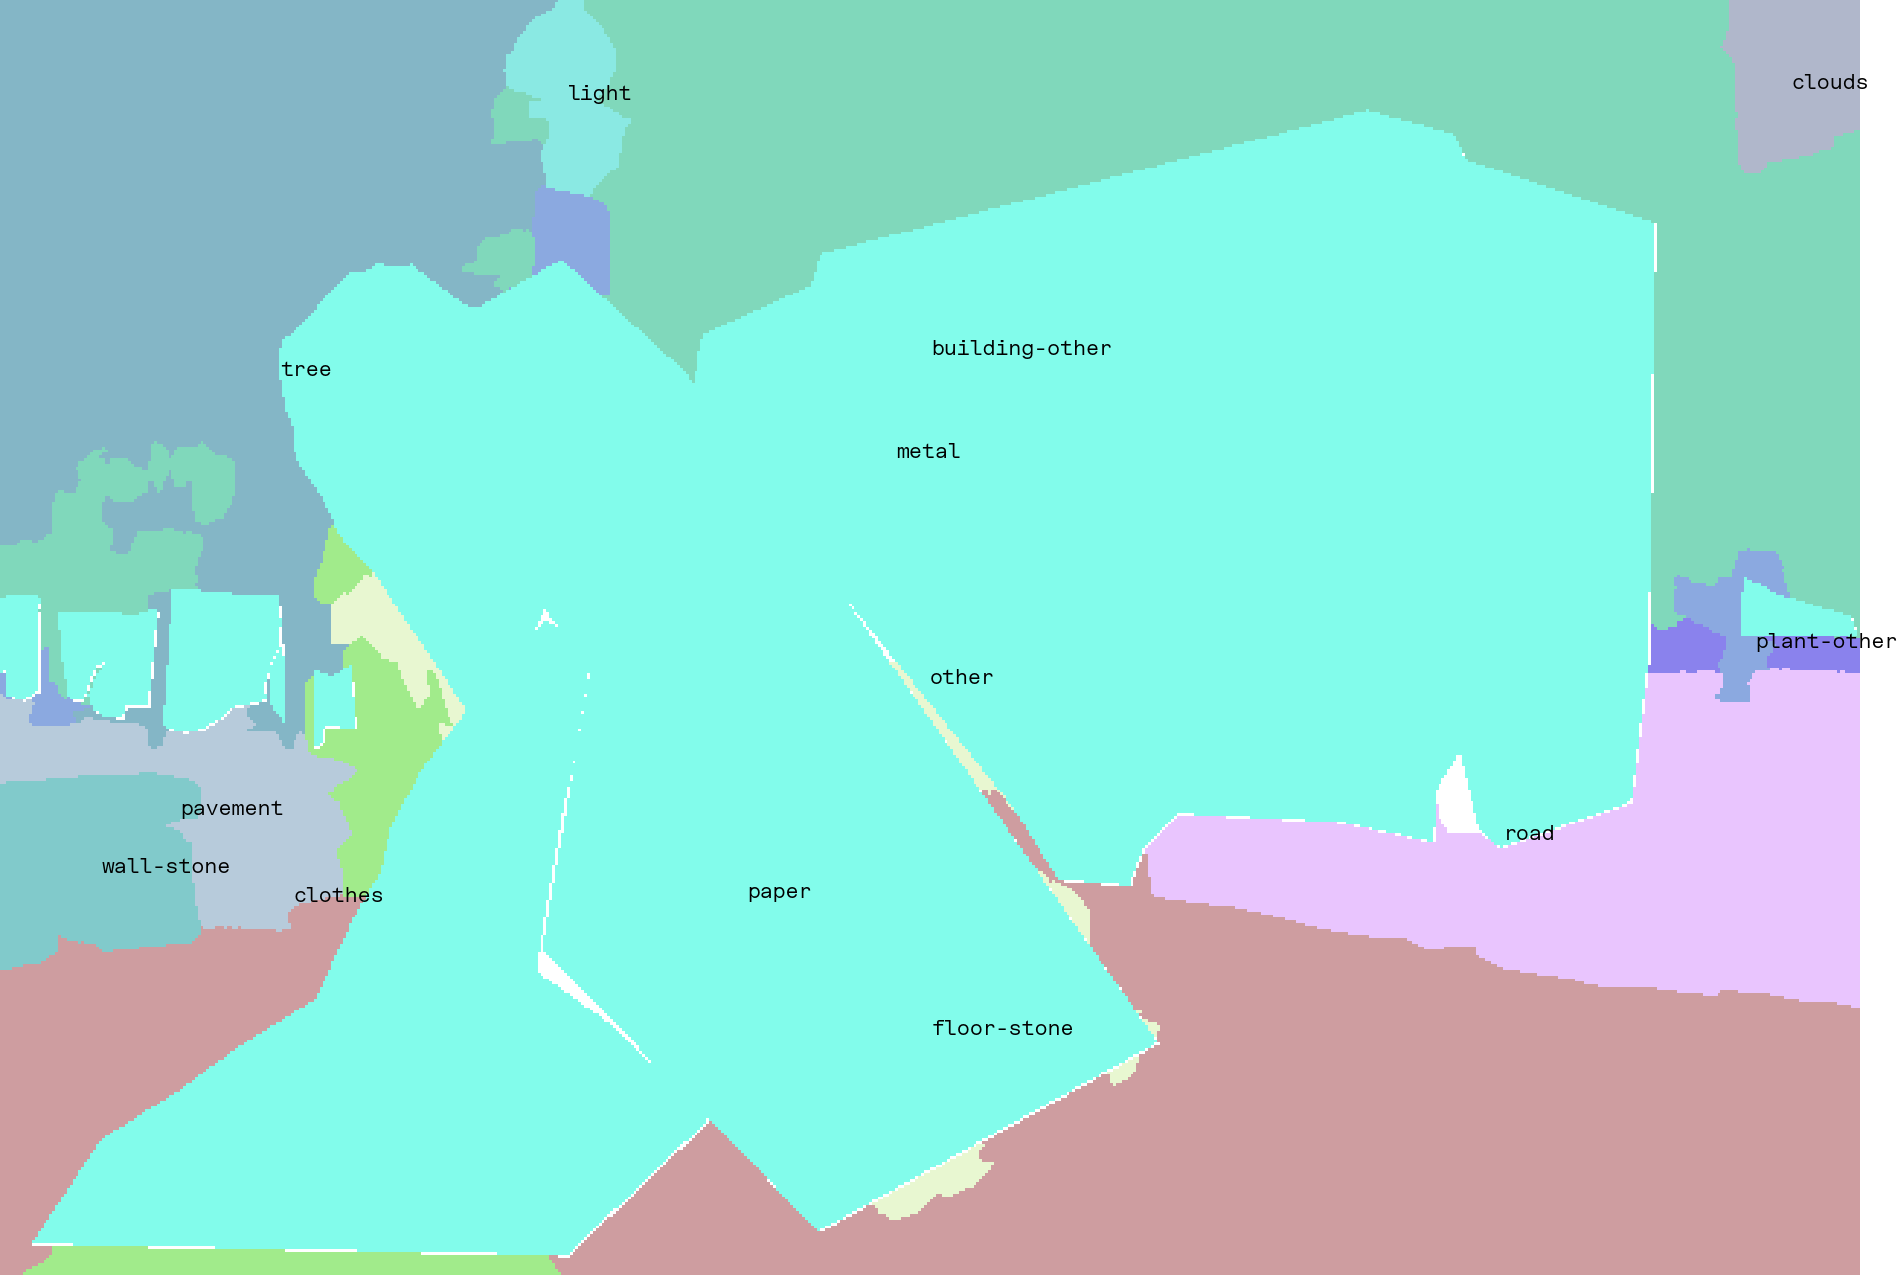 light
clouds
building-other
tree
metal
plant-other
other
pavement
road
wall-stone
paper
clothes
floor-stone